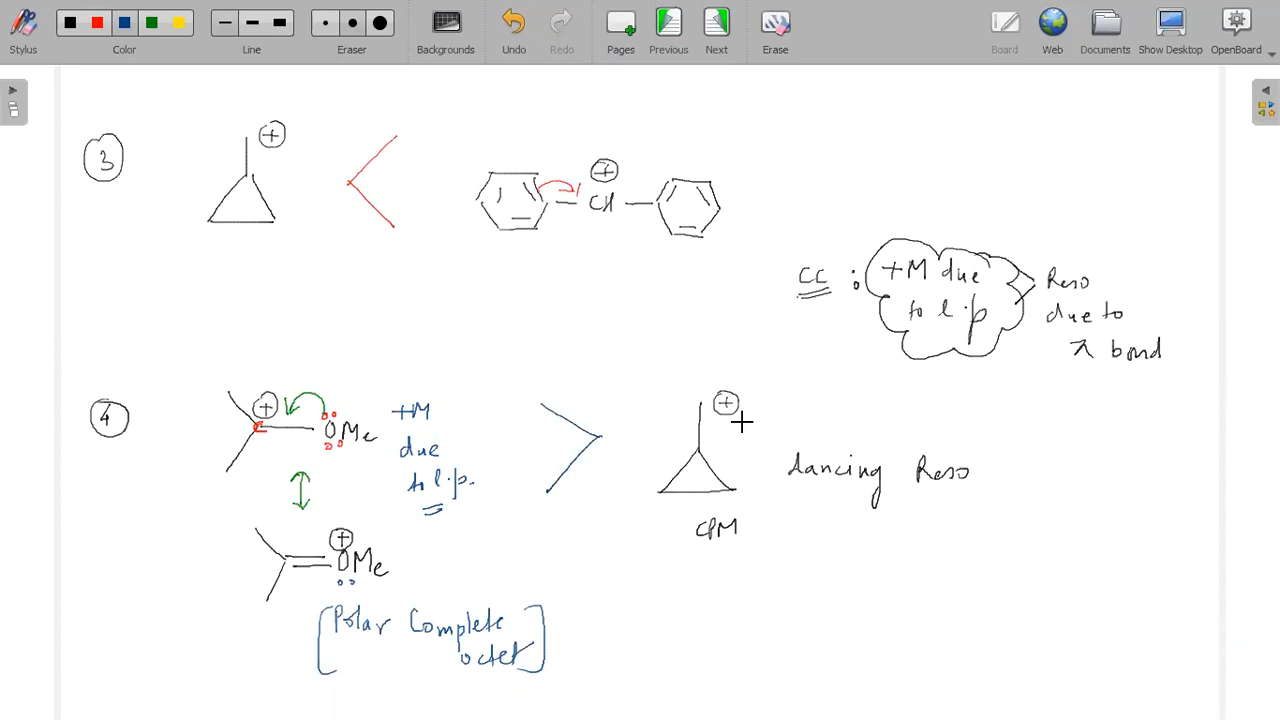 Stylus
Color
Line
Eraser
Backgrounds
Undo
Redo
Pages
Previous
Next
Erase
Board
Web
Documents
Show Desktop
OpenBoard
3
+
<
+
CH
CC : +M due to l.p
Reso
due to
π bond
4
+
OMe
+M
due
to l.p.
>
+
dancing Reso
CPM
+
OMe
[Polar Complete
octet]